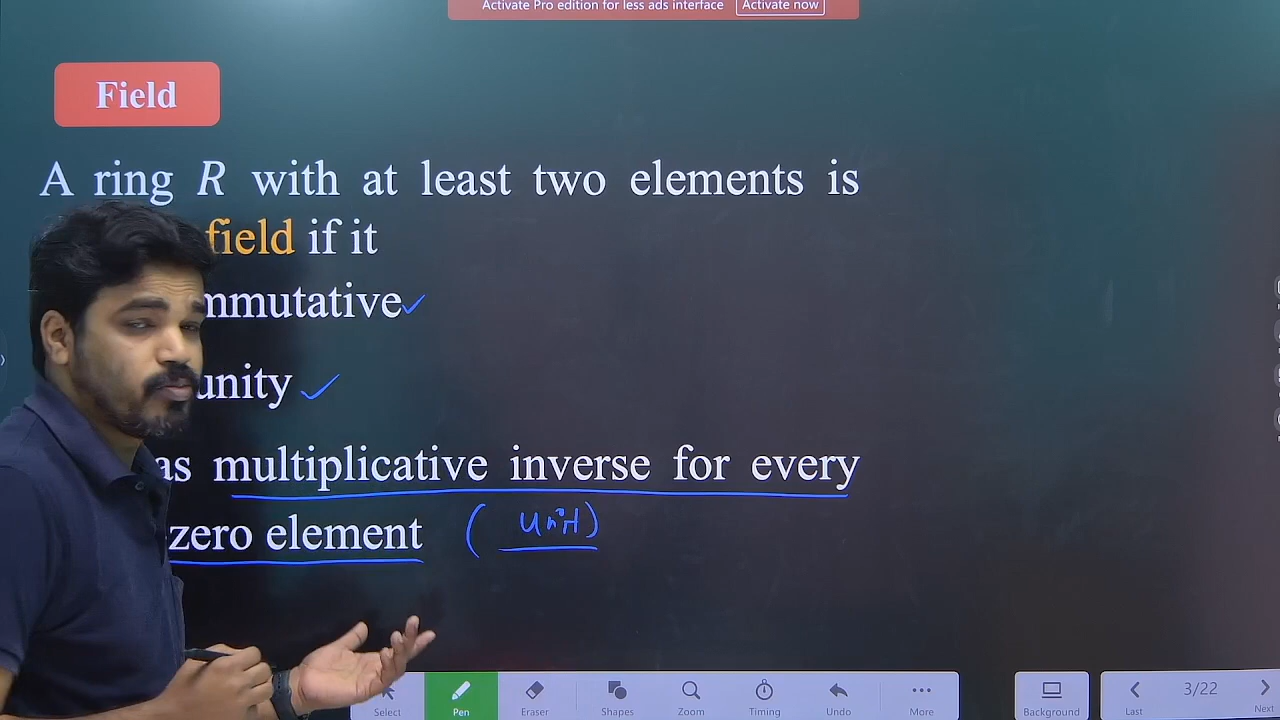 Activate Pro edition for less ads interface Activate now
Field
A ring R with at least two elements is
field if it
mmutative
unity
as multiplicative inverse for every
-zero element (unit)
Select Pen Eraser Shapes Zoom Timing Undo More Background Last 3/22 Next